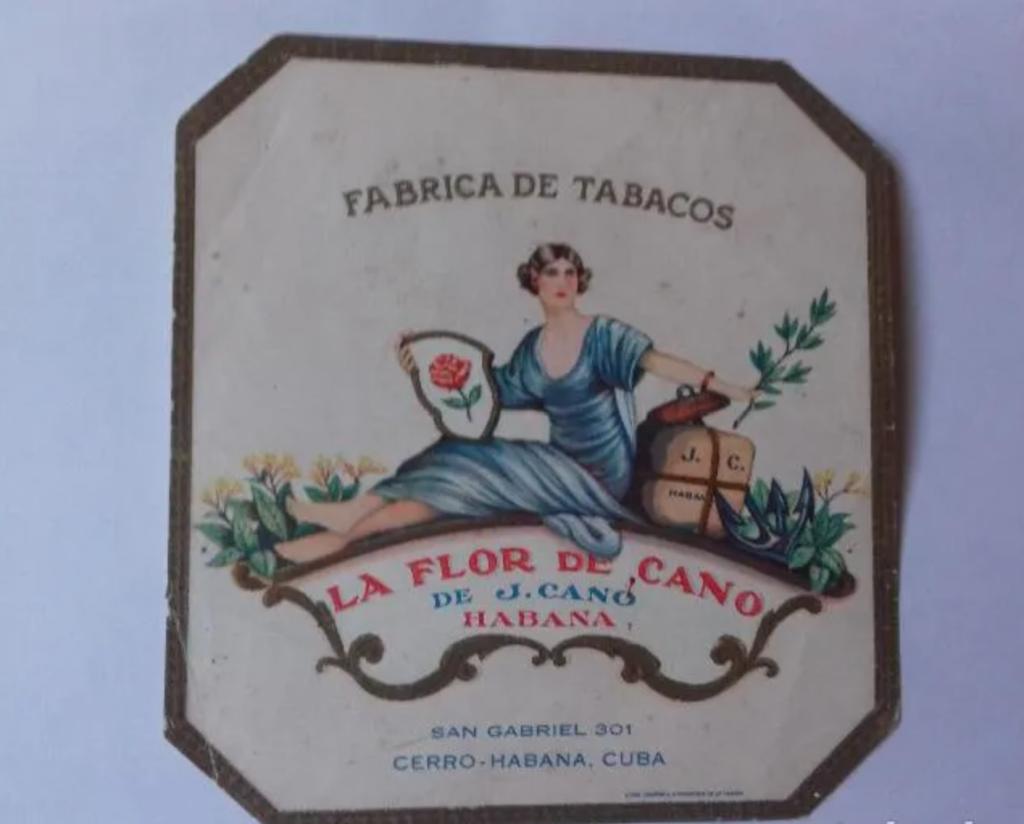 FABRICA DE TABACOS
J. C.
LA FLOR DE CANO
DE J. CANO
HABANA
SAN GABRIEL 301
CERRO-HABANA, CUBA